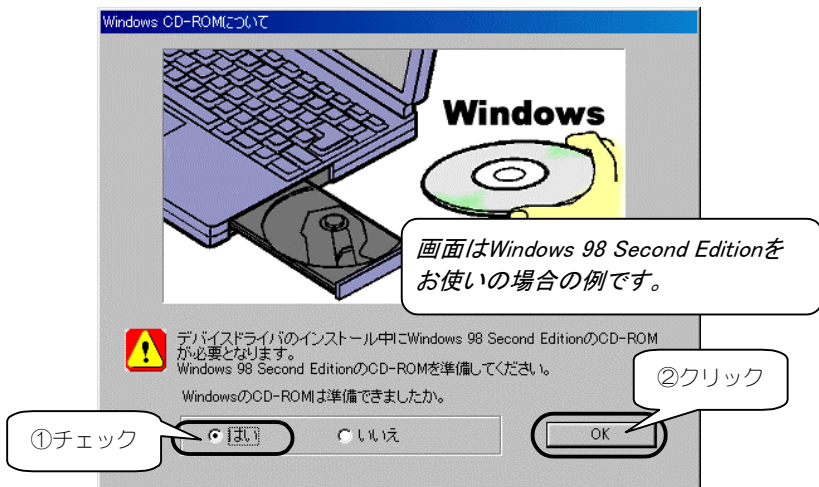 Windows CD-ROMについて
Windows
画面はWindows 98 Second Editionを
お使いの場合の例です。
デバイスドライバのインストール中にWindows 98 Second EditionのCD-ROM
が必要となります。
Windows 98 Second EditionのCD-ROMを準備してください。
WindowsのCD-ROMは準備できましたか。
②クリック
①チェック
はい
いいえ
OK